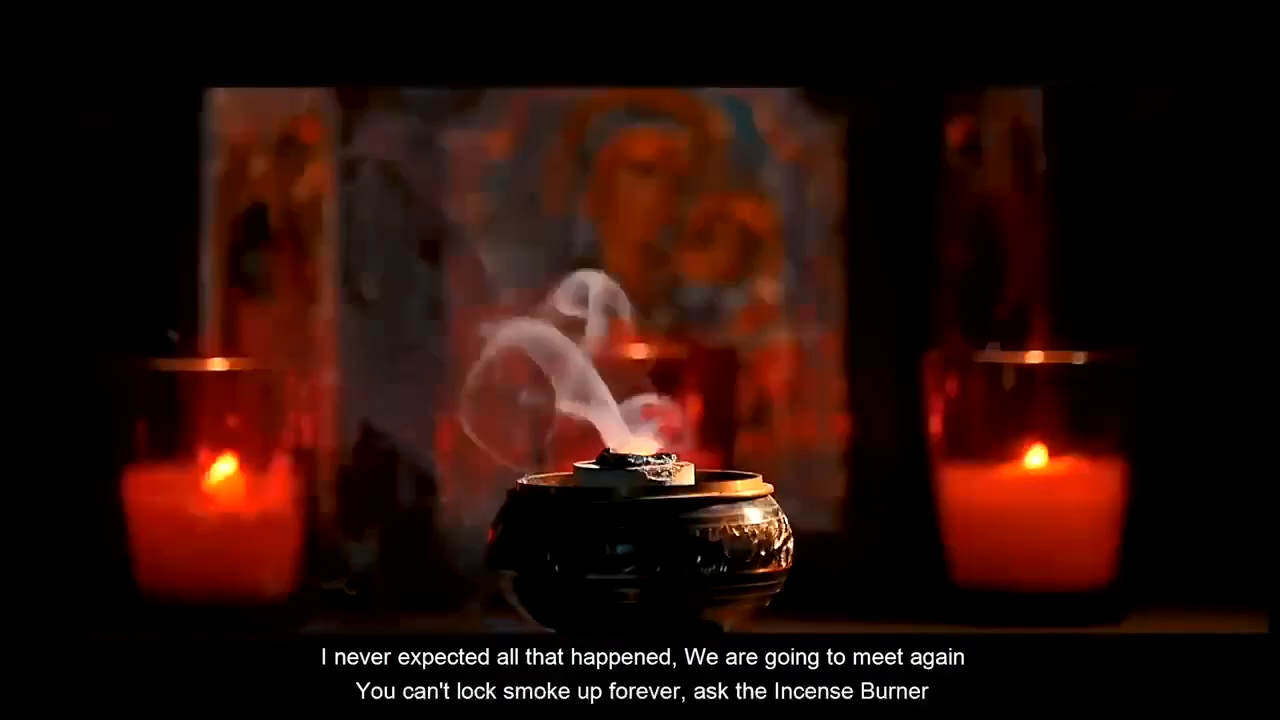 I never expected all that happened, We are going to meet again
You can't lock smoke up forever, ask the Incense Burner